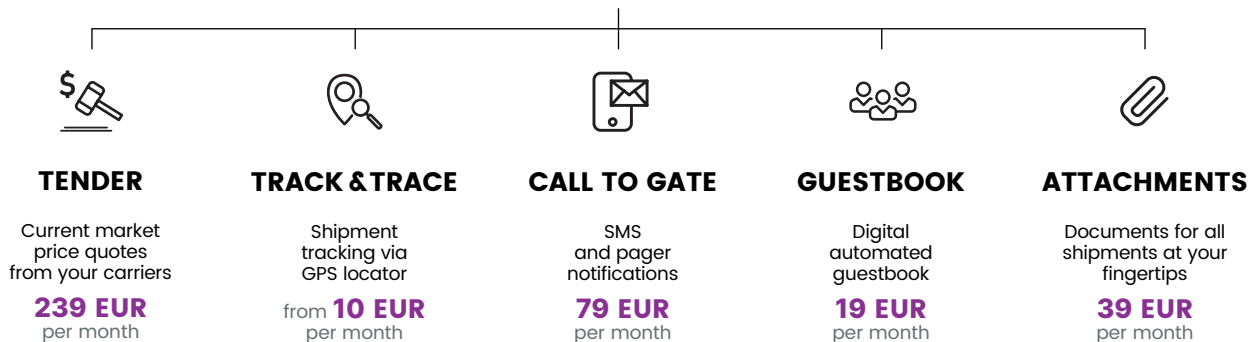 $
TENDER
Current market
price quotes
from your carriers
239 EUR
per month
TRACK & TRACE
Shipment
tracking via
GPS locator
from 10 EUR
per month
CALL TO GATE
SMS
and pager
notifications
79 EUR
per month
GUESTBOOK
Digital
automated
guestbook
19 EUR
per month
ATTACHMENTS
Documents for all
shipments at your
fingertips
39 EUR
per month